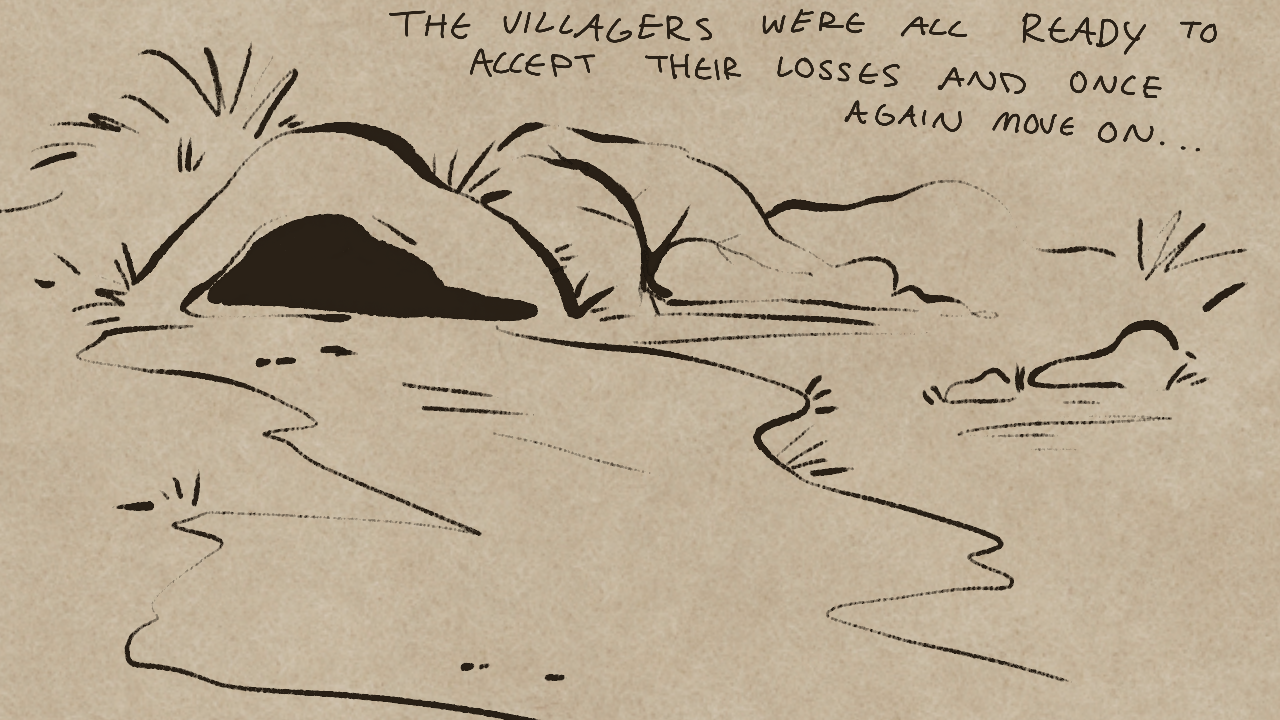 THE VILLAGERS WERE ALL READY TO
ACCEPT THEIR LOSSES AND ONCE
AGAIN MOVE ON...